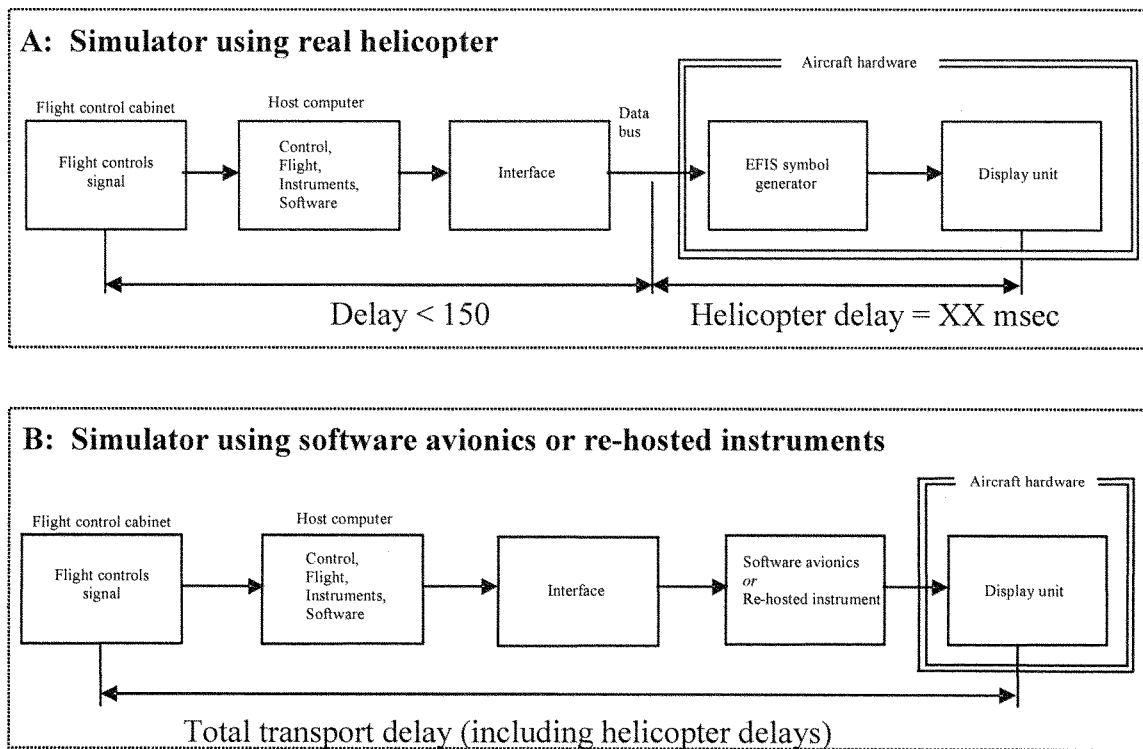 A: Simulator using real helicopter
Aircraft hardware
Flight control cabinet
Host computer
Data
bus
Flight controls
signal
Control,
Flight,
Instruments,
Software
Interface
EFIS symbol
generator
Display unit
Delay < 150
Helicopter delay = XX msec
B: Simulator using software avionics or re-hosted instruments
Aircraft hardware
Flight control cabinet
Host computer
Flight controls
signal
Control,
Flight,
Instruments,
Software
Interface
Software avionics
or
Re-hosted instrument
Display unit
Total transport delay (including helicopter delays)